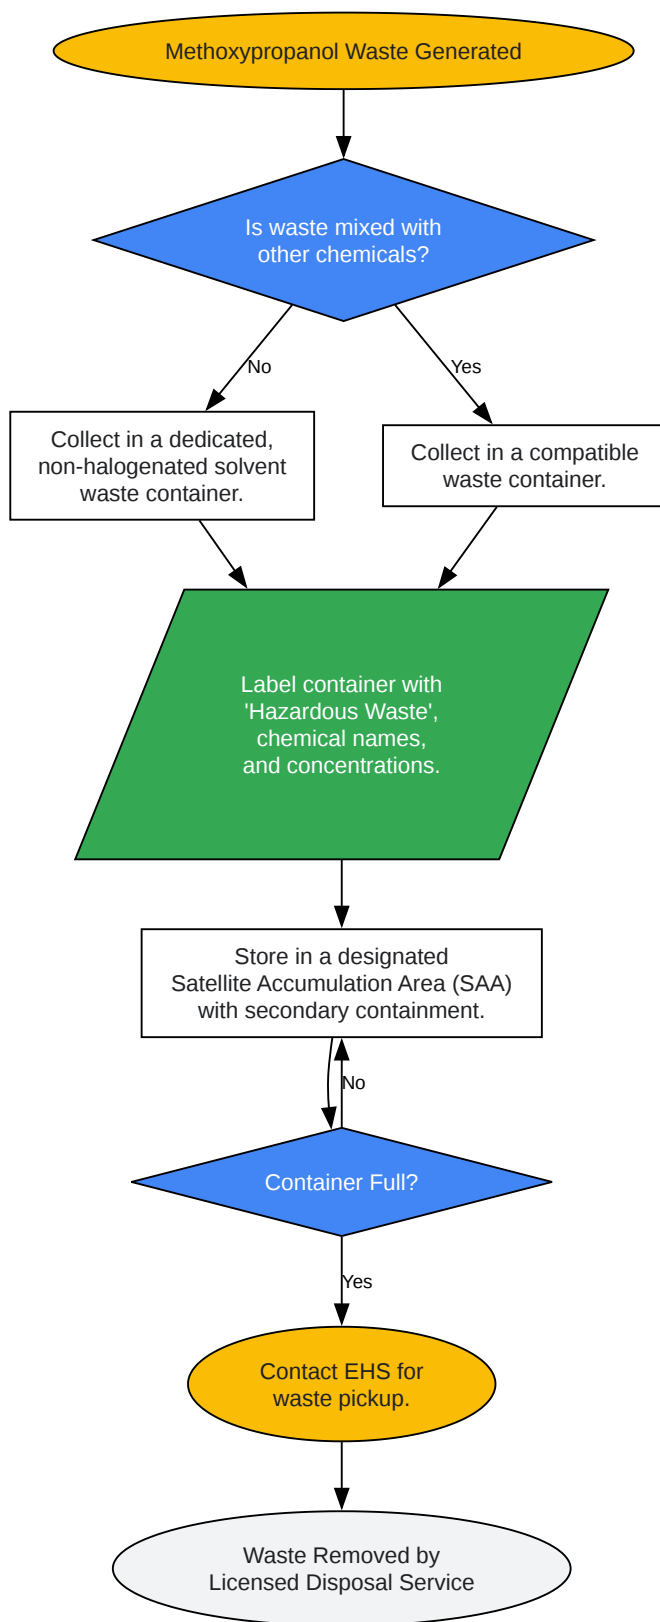 Methoxypropanol Waste Generated
Is waste mixed with
other chemicals?
No
Yes
Collect in a dedicated,
non-halogenated solvent
waste container.
Collect in a compatible
waste container.
Label container with
'Hazardous Waste',
chemical names,
and concentrations.
Store in a designated
Satellite Accumulation Area (SAA)
with secondary containment.
No
Container Full?
Yes
Contact EHS for
waste pickup.
Waste Removed by
Licensed Disposal Service